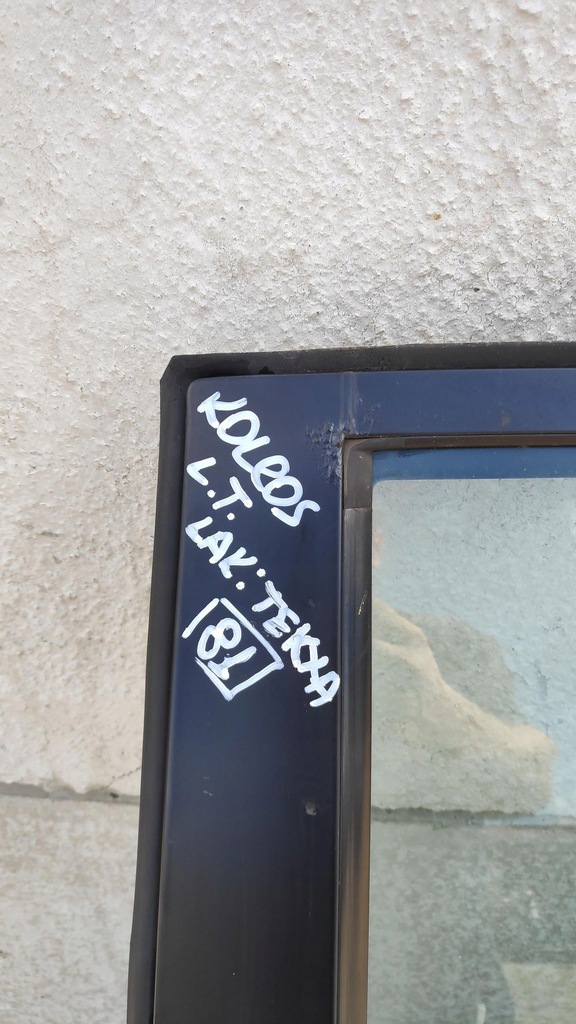 KOLEOS
L.T.
LAK: TEKNA
81